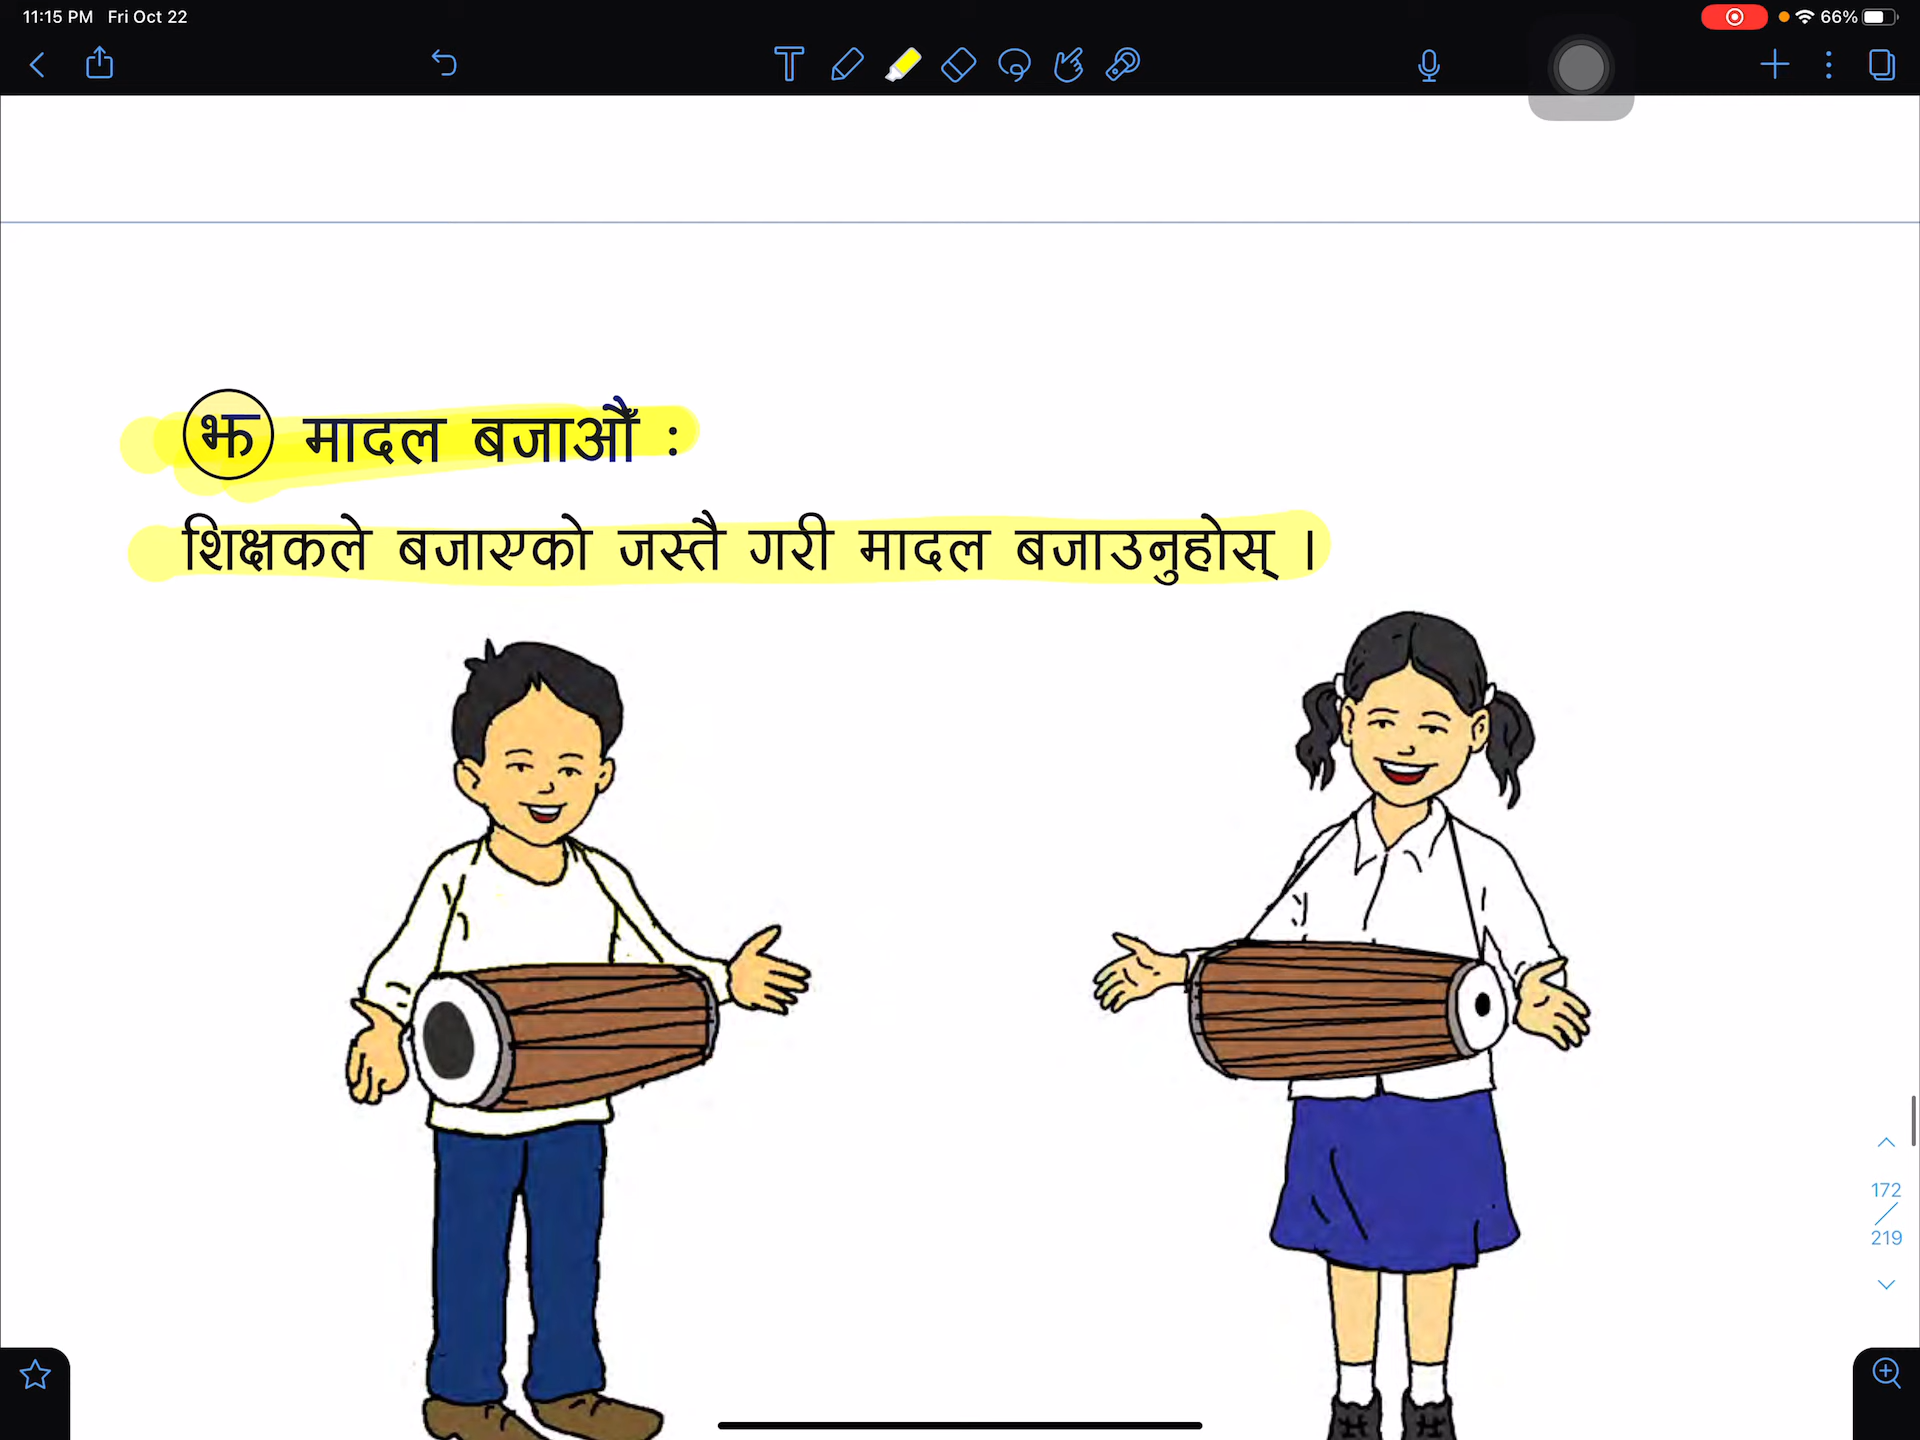 11:15 PM Fri Oct 22
66%
झ मादल बजाऔँ :
शिक्षकले बजाएको जस्तै गरी मादल बजाउनुहोस् ।
172
219